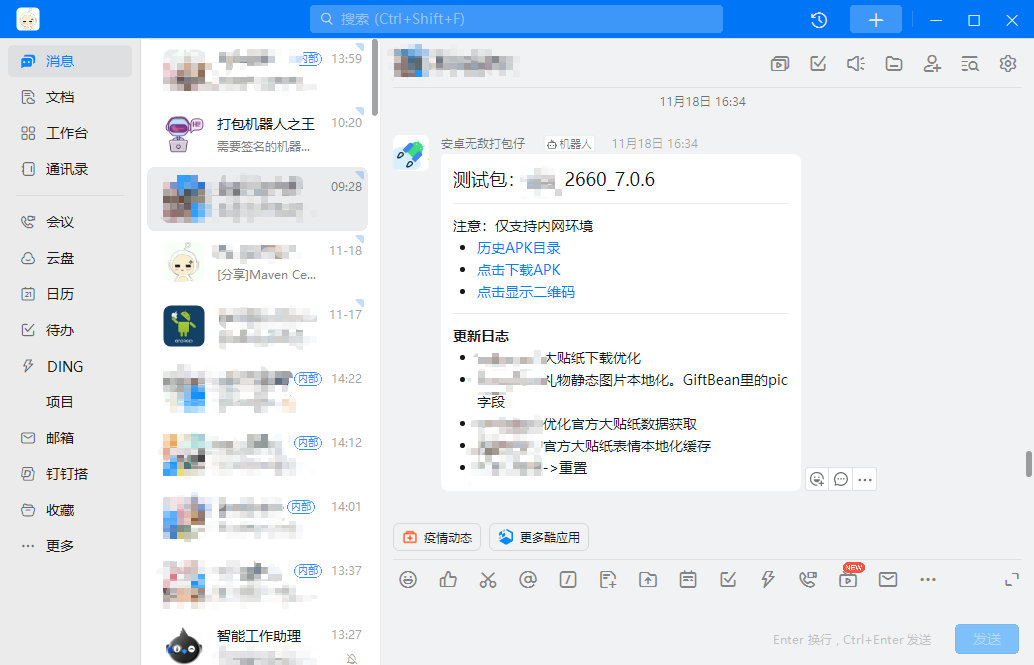 搜索 (Ctrl+Shift+F)
消息
文档
工作台
通讯录
会议
云盘
21
日历
待办
DING
项目
邮箱
钉钉搭
收藏
更多
内部 13:59
打包机器人之王 10:20
需要签名的机器...
09:28
11-18
[分享]Maven Ce...
ANDROID
11-17
内部 14:22
内部 14:12
内部 14:01
内部 13:37
智能工作助理 13:27
11月18日 16:34
安卓无敌打包仔 机器人 11月18日 16:34
测试包: 2660_7.0.6
注意：仅支持内网环境
历史APK目录
点击下载APK
点击显示二维码
更新日志
大贴纸下载优化
礼物静态图片本地化。GiftBean里的pic
字段
优化官方大贴纸数据获取
官方大贴纸表情本地化缓存
->重置
疫情动态 更多酷应用
NEW
Enter 换行 , Ctrl+Enter 发送 发送